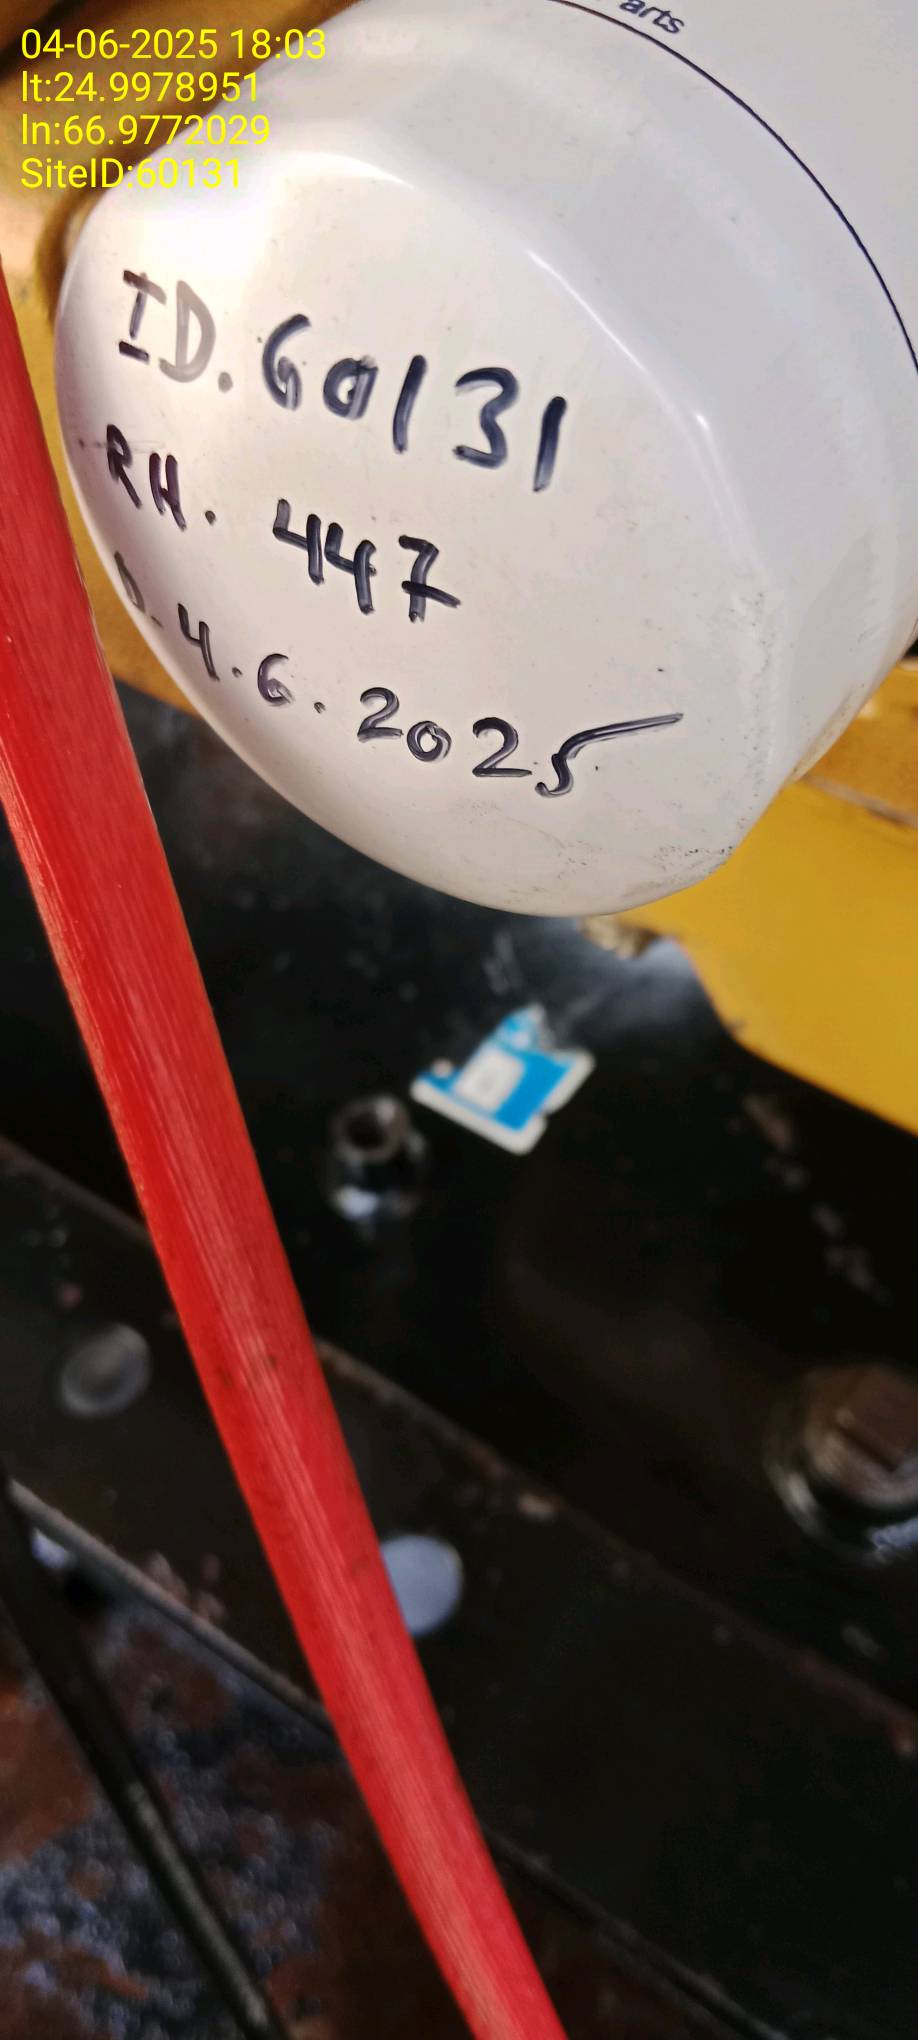 04-06-2025 18:03
lt:24.9978951
ln:66.9772029
SiteID:60131
arts
ID. 60131
RH. 447
D. 4.6.2025